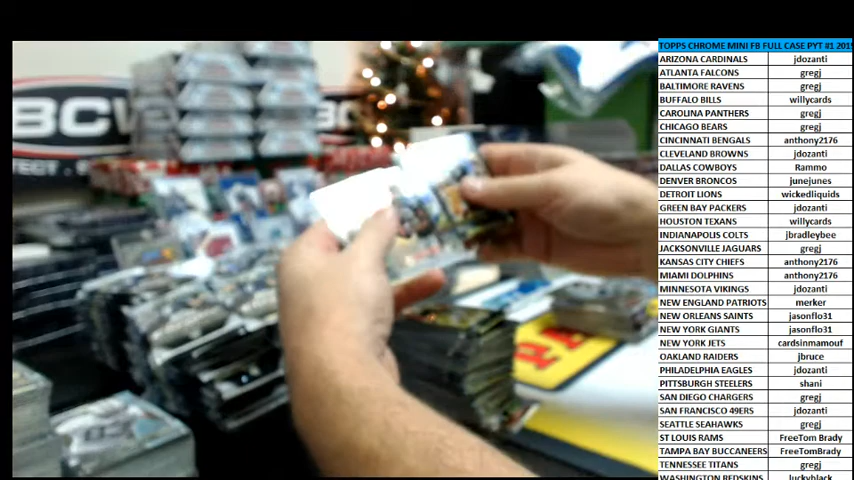 TOPPS CHROME MINI FB FULL CASE PYT #1 2015
ARIZONA CARDINALS jdozanti
ATLANTA FALCONS gregj
BALTIMORE RAVENS gregj
BUFFALO BILLS willycards
CAROLINA PANTHERS gregj
CHICAGO BEARS gregj
CINCINNATI BENGALS anthony2176
CLEVELAND BROWNS jdozanti
DALLAS COWBOYS Rammo
DENVER BRONCOS junejunes
DETROIT LIONS wickedliquids
GREEN BAY PACKERS jdozanti
HOUSTON TEXANS willycards
INDIANAPOLIS COLTS jbradleybee
JACKSONVILLE JAGUARS gregj
KANSAS CITY CHIEFS anthony2176
MIAMI DOLPHINS anthony2176
MINNESOTA VIKINGS jdozanti
NEW ENGLAND PATRIOTS merker
NEW ORLEANS SAINTS jasonflo31
NEW YORK GIANTS jasonflo31
NEW YORK JETS cardsinmamouf
OAKLAND RAIDERS jbruce
PHILADELPHIA EAGLES jdozanti
PITTSBURGH STEELERS shani
SAN DIEGO CHARGERS gregj
SAN FRANCISCO 49ERS jdozanti
SEATTLE SEAHAWKS gregj
ST LOUIS RAMS FreeTom Brady
TAMPA BAY BUCCANEERS FreeTomBrady
TENNESSEE TITANS gregj
WASHINGTON REDSKINS luckyblack
BCW